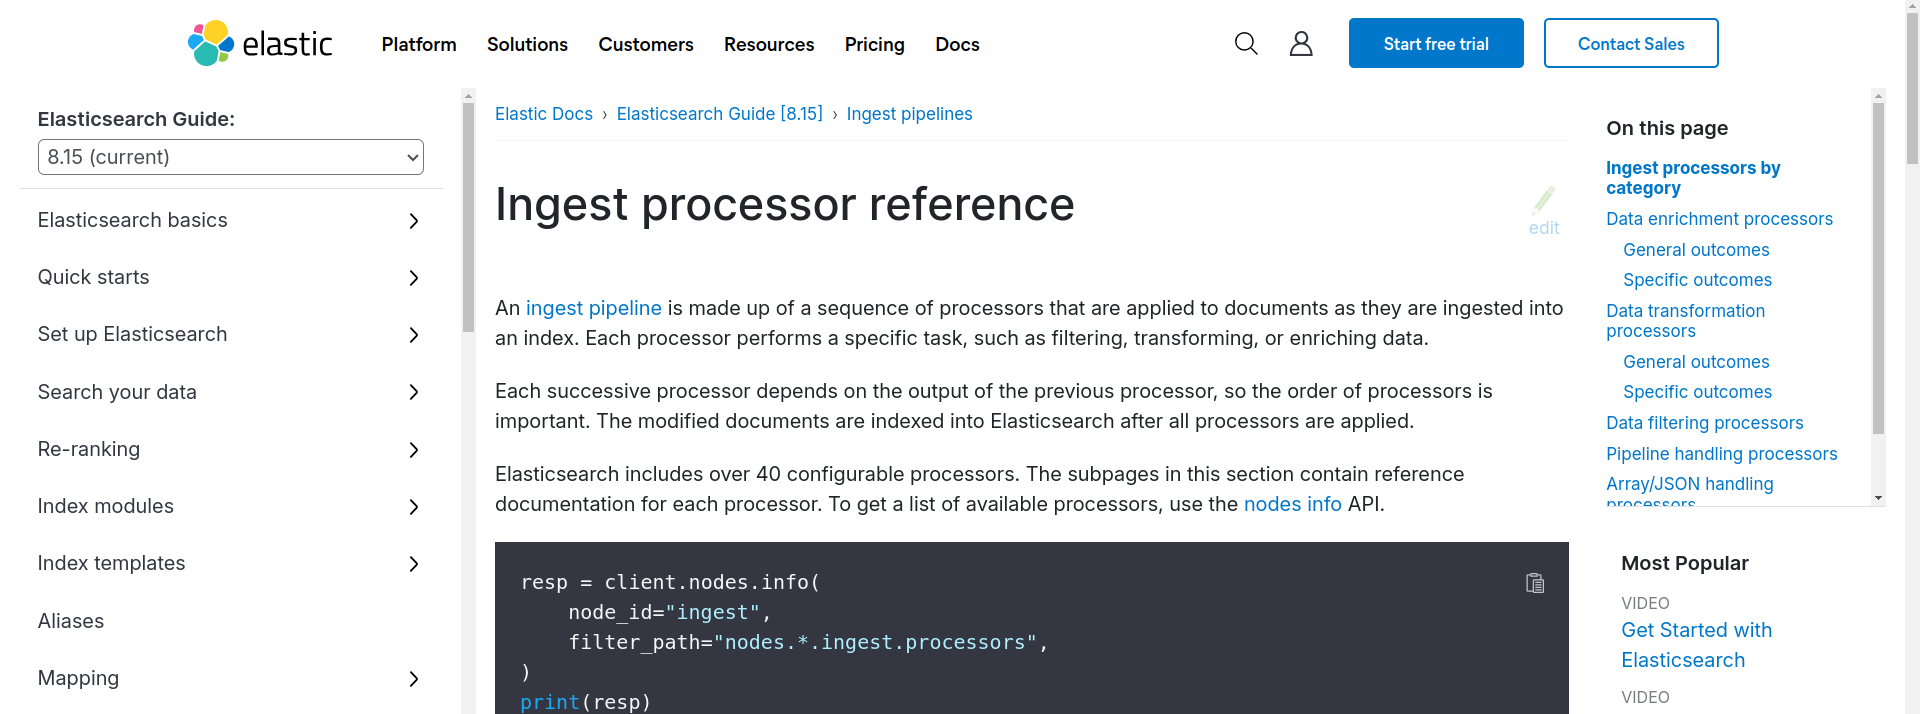 elastic
Platform
Solutions
Customers
Resources
Pricing
Docs
Start free trial
Contact Sales
Elasticsearch Guide:
8.15 (current)
Elasticsearch basics
Quick starts
Set up Elasticsearch
Search your data
Re-ranking
Index modules
Index templates
Aliases
Mapping
Elastic Docs › Elasticsearch Guide [8.15] › Ingest pipelines
Ingest processor reference
edit
An ingest pipeline is made up of a sequence of processors that are applied to documents as they are ingested into
an index. Each processor performs a specific task, such as filtering, transforming, or enriching data.
Each successive processor depends on the output of the previous processor, so the order of processors is
important. The modified documents are indexed into Elasticsearch after all processors are applied.
Elasticsearch includes over 40 configurable processors. The subpages in this section contain reference
documentation for each processor. To get a list of available processors, use the nodes info API.
resp = client.nodes.info(
    node_id="ingest",
    filter_path="nodes.*.ingest.processors",
)
print(resp)
On this page
Ingest processors by
category
Data enrichment processors
General outcomes
Specific outcomes
Data transformation
processors
General outcomes
Specific outcomes
Data filtering processors
Pipeline handling processors
Array/JSON handling
processors
Most Popular
VIDEO
Get Started with
Elasticsearch
VIDEO